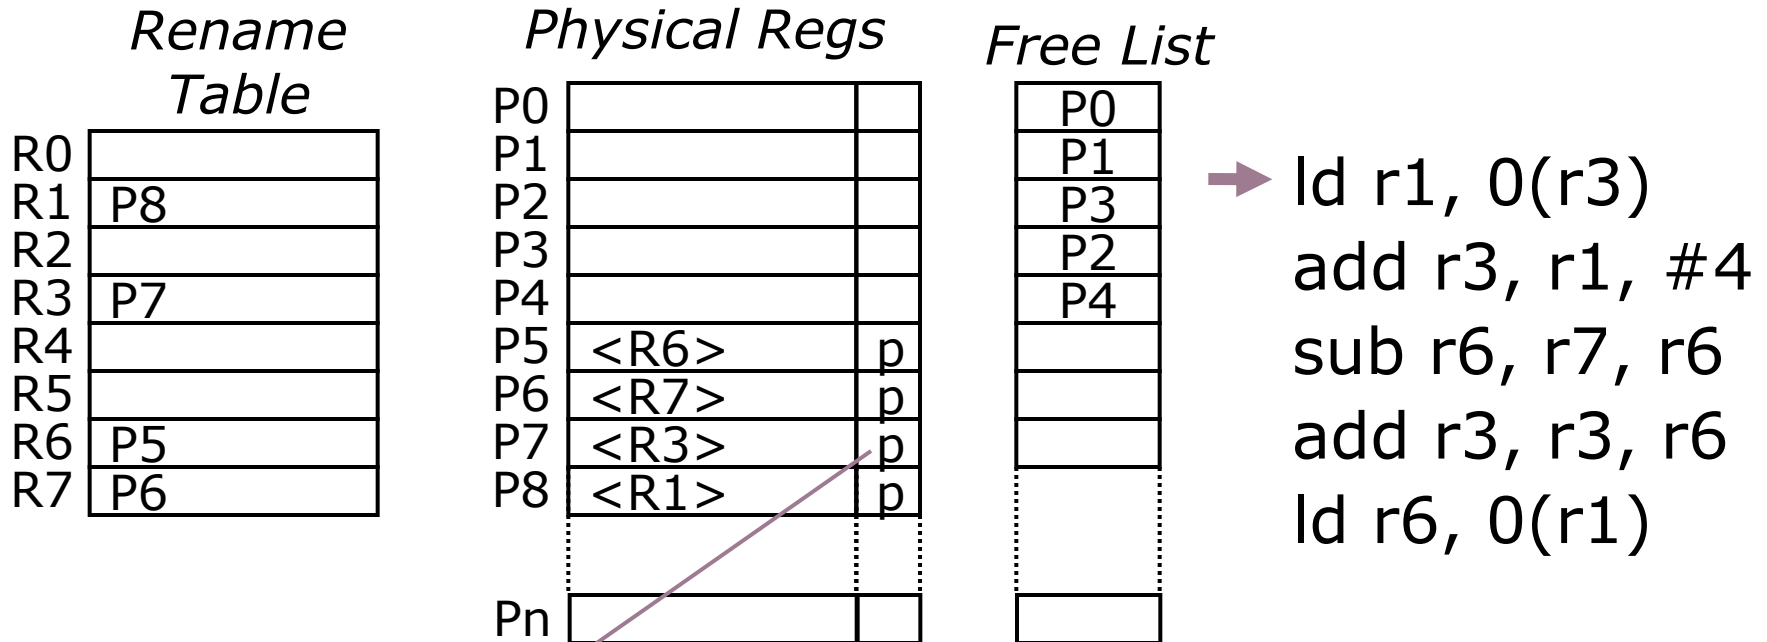 Rename
Table
R0
R1 P8
R2
R3 P7
R4
R5
R6 P5
R7 P6
Physical Regs
P0
P1
P2
P3
P4
P5 <R6> p
P6 <R7> p
P7 <R3> p
P8 <R1> p
Pn
Free List
P0
P1
P3
P2
P4
ld r1, 0(r3)
add r3, r1, #4
sub r6, r7, r6
add r3, r3, r6
ld r6, 0(r1)